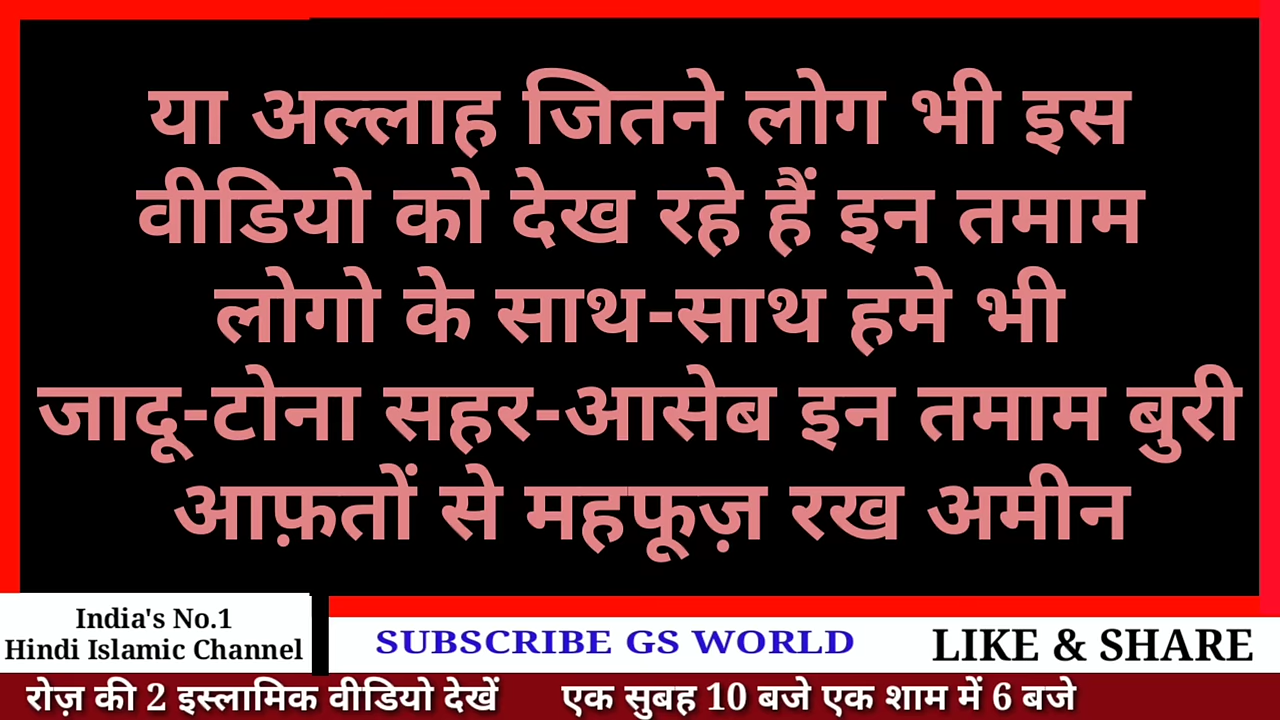 या अल्लाह जितने लोग भी इस
वीडियो को देख रहे हैं इन तमाम
लोगो के साथ-साथ हमे भी
जादू-टोना सहर-आसेब इन तमाम बुरी
आफ़तों से महफूज़ रख अमीन
India's No.1
Hindi Islamic Channel
SUBSCRIBE GS WORLD
LIKE & SHARE
रोज़ की 2 इस्लामिक वीडियो देखें एक सुबह 10 बजे एक शाम में 6 बजे